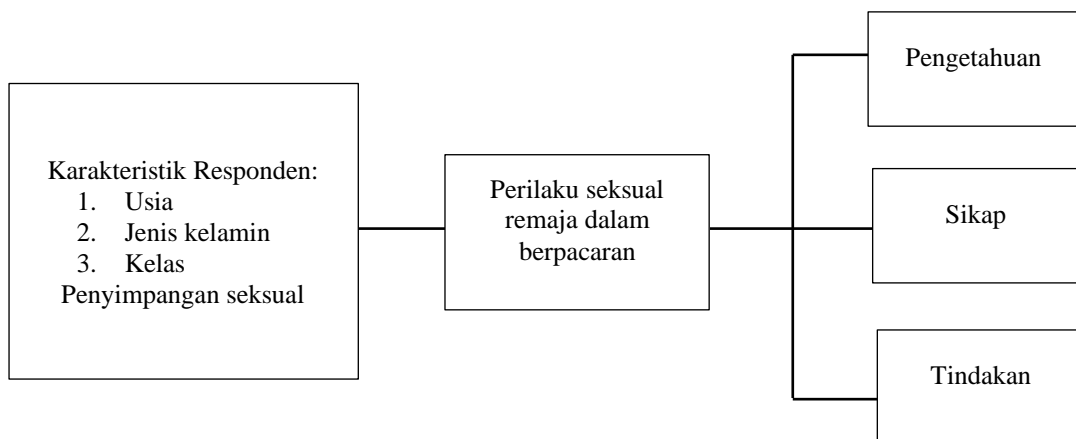 Karakteristik Responden:
1. Usia
2. Jenis kelamin
3. Kelas
Penyimpangan seksual
Perilaku seksual
remaja dalam
berpacaran
Pengetahuan
Sikap
Tindakan